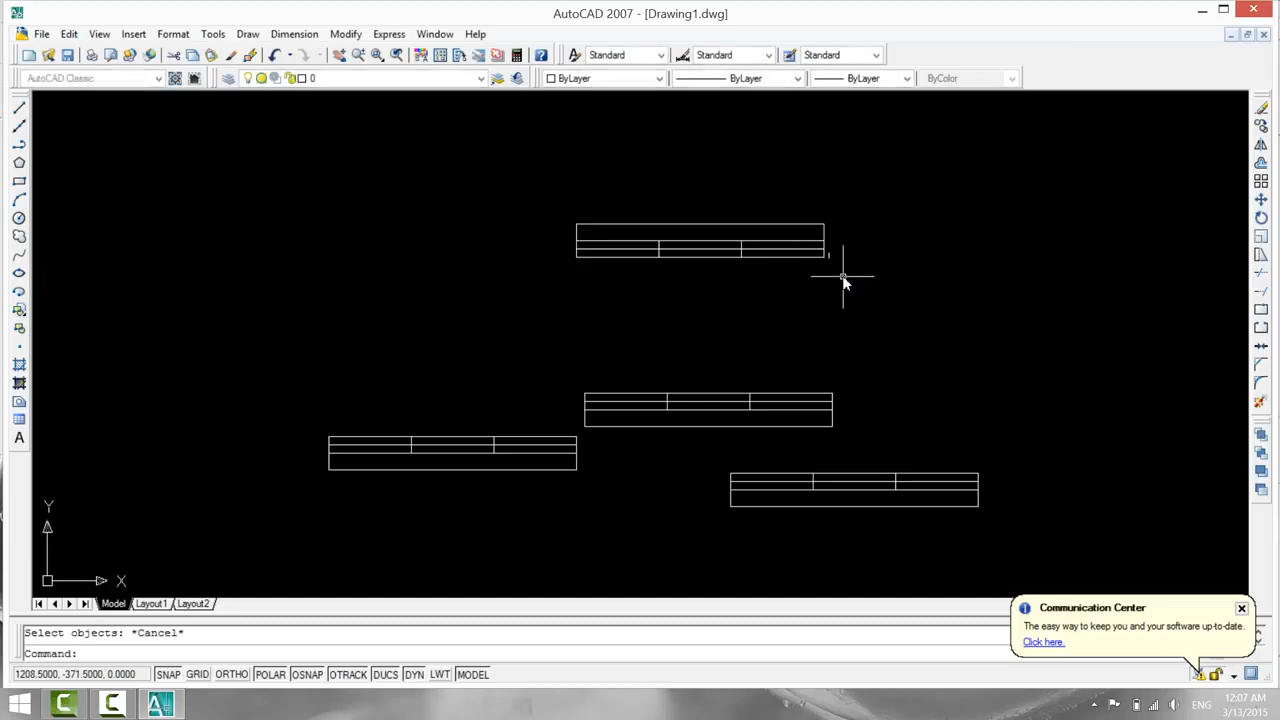 AutoCAD 2007 - [Drawing1.dwg]
File Edit View Insert Format Tools Draw Dimension Modify Express Window Help
Standard Standard Standard
AutoCAD Classic 0 ByLayer ByLayer ByLayer ByColor
Y
X
Model Layout1 Layout2
Communication Center
The easy way to keep you and your software up-to-date.
Click here.
Select objects: *Cancel*
Command:
1208.5000, -371.5000, 0.0000 SNAP GRID ORTHO POLAR OSNAP OTRACK DUCS DYN LWT MODEL
ENG
12:07 AM
3/13/2015